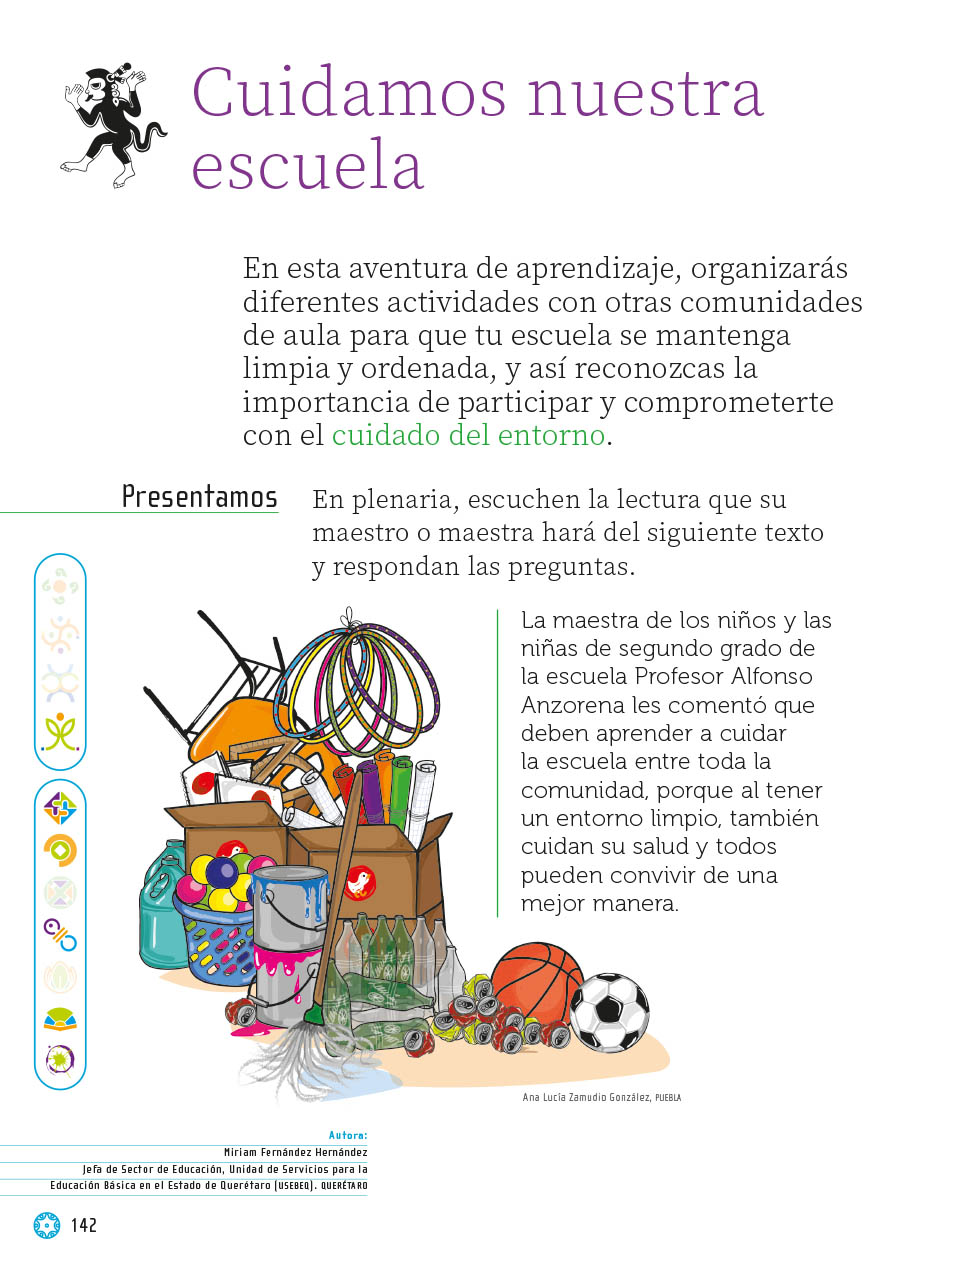 Cuidamos nuestra
escuela
En esta aventura de aprendizaje, organizarás
diferentes actividades con otras comunidades
de aula para que tu escuela se mantenga
limpia y ordenada, y así reconozcas la
importancia de participar y comprometerte
con el cuidado del entorno.
Presentamos
En plenaria, escuchen la lectura que su
maestro o maestra hará del siguiente texto
y respondan las preguntas.
La maestra de los niños y las
niñas de segundo grado de
la escuela Profesor Alfonso
Anzorena les comentó que
deben aprender a cuidar
la escuela entre toda la
comunidad, porque al tener
un entorno limpio, también
cuidan su salud y todos
pueden convivir de una
mejor manera.
Ana Lucía Zamudio González, PUEBLA
Autora:
Miriam Fernández Hernández
Jefa de Sector de Educación, Unidad de Servicios para la
Educación Básica en el Estado de Querétaro (USEBEQ). QUERÉTARO
142